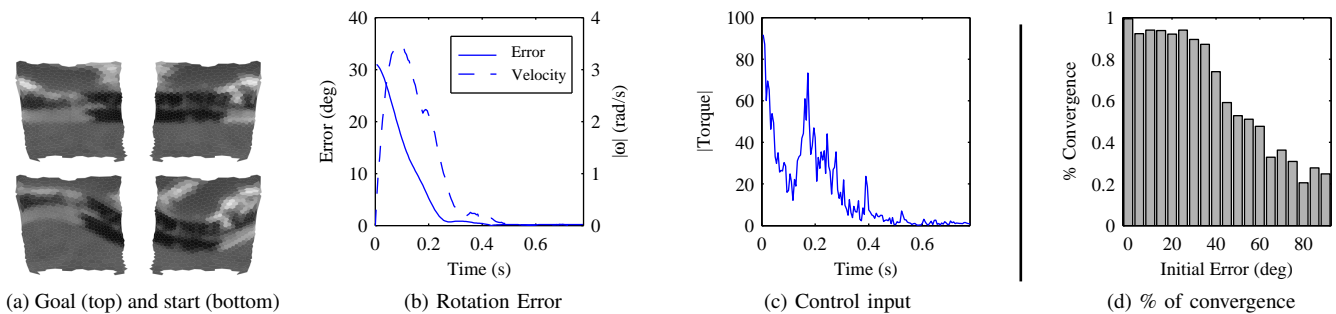 (a) Goal (top) and start (bottom)
40
30
20
10
0
Error (deg)
4
3
2
1
0
|ω| (rad/s)
Error
Velocity
0 0.2 0.4 0.6
Time (s)
(b) Rotation Error
100
80
60
40
20
0
|Torque|
0 0.2 0.4 0.6
Time (s)
(c) Control input
1
0.8
0.6
0.4
0.2
0
% Convergence
0 20 40 60 80
Initial Error (deg)
(d) % of convergence